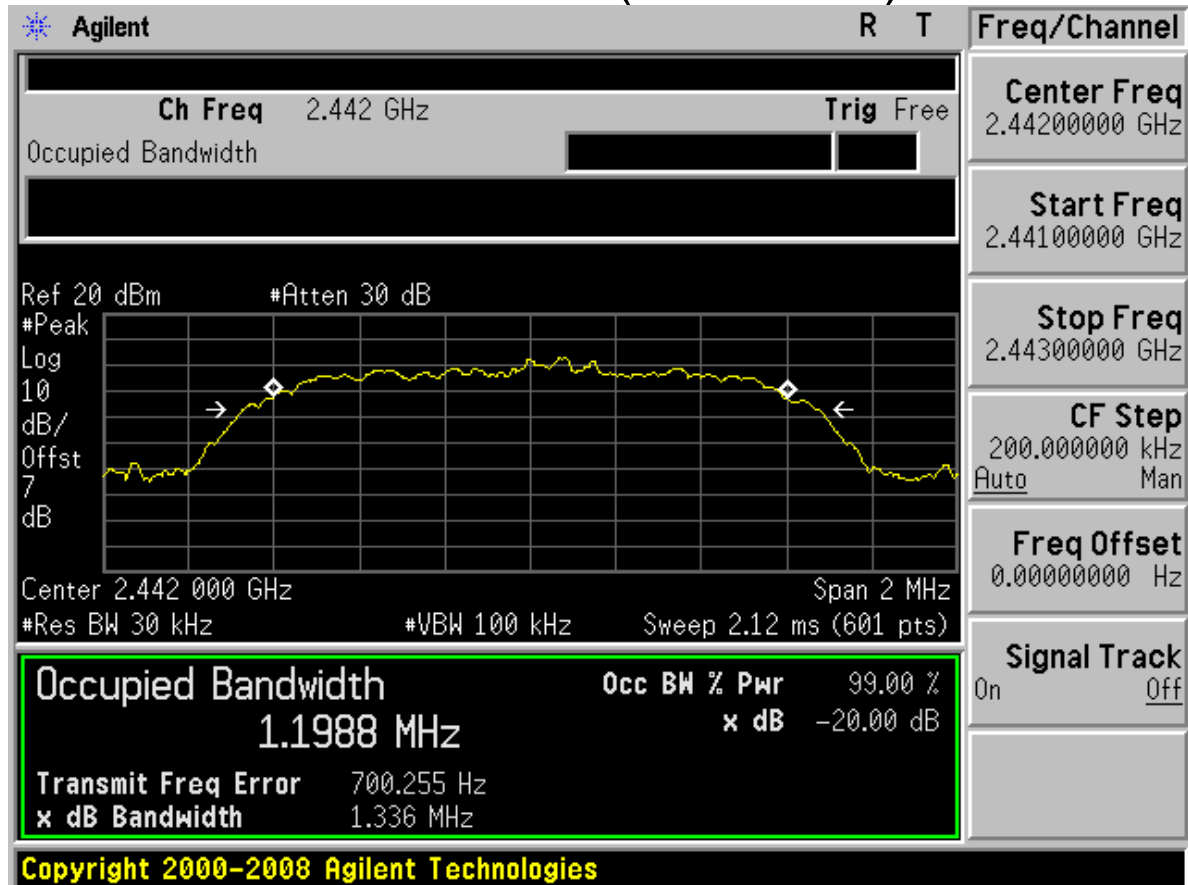 Agilent R T Freq/Channel
Ch Freq 2.442 GHz Trig Free
Occupied Bandwidth
Center Freq
2.44200000 GHz
Start Freq
2.44100000 GHz
Stop Freq
2.44300000 GHz
CF Step
200.000000 kHz
Auto Man
Freq Offset
0.00000000 Hz
Signal Track
On Off
Ref 20 dBm #Atten 30 dB
#Peak
Log
10
dB/
Offst
7
dB
Center 2.442 000 GHz Span 2 MHz
#Res BW 30 kHz #VBW 100 kHz Sweep 2.12 ms (601 pts)
Occupied Bandwidth Occ BW % Pwr 99.00 %
1.1988 MHz x dB -20.00 dB
Transmit Freq Error 700.255 Hz
x dB Bandwidth 1.336 MHz
Copyright 2000-2008 Agilent Technologies